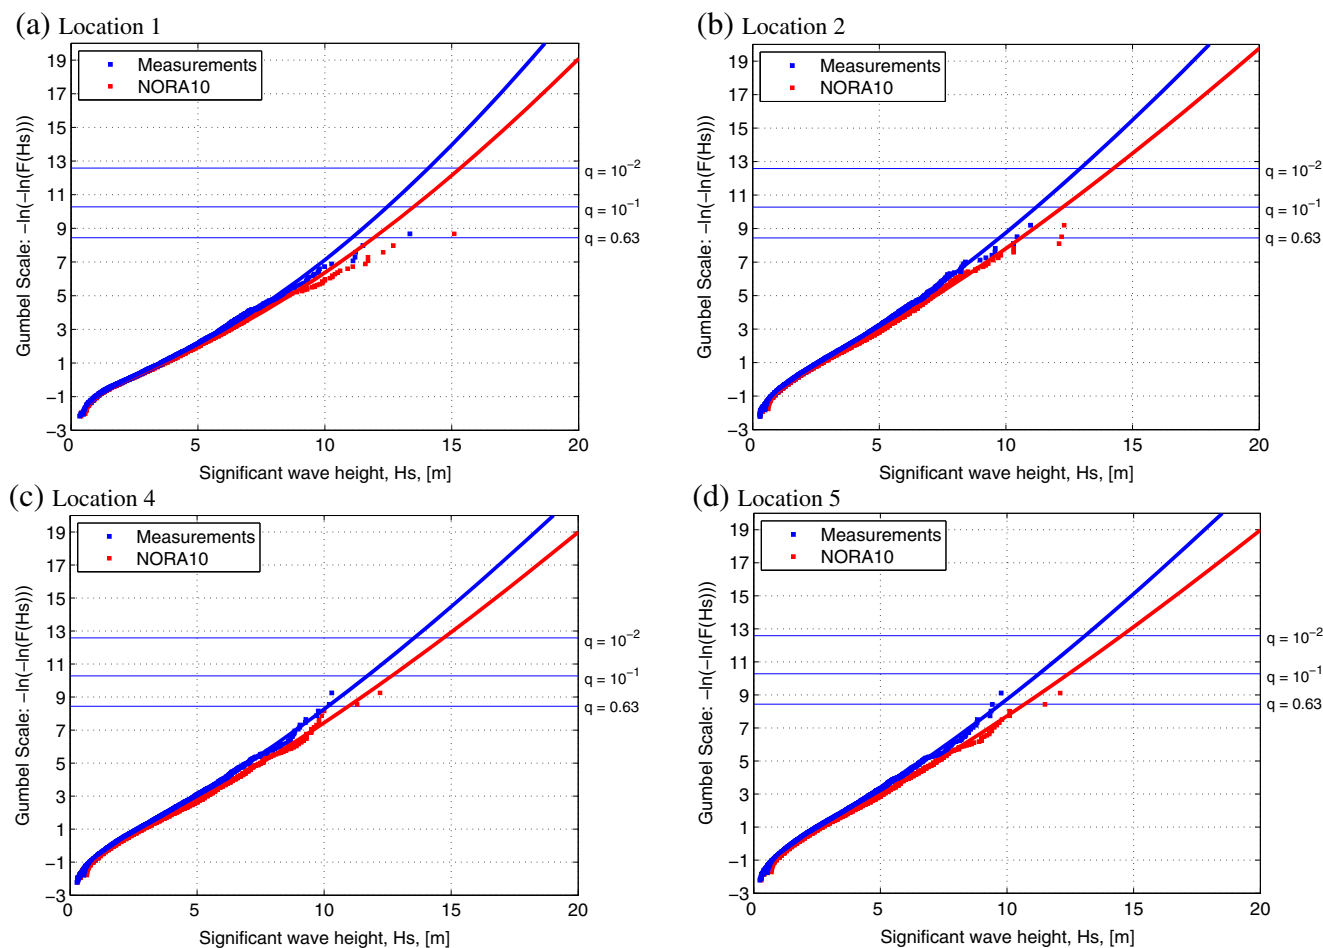 (a) Location 1
Measurements
NORA10
Gumbel Scale: −ln(−ln(F(Hs)))
19
17
15
13
11
9
7
5
3
1
−1
−3
q = 10⁻²
q = 10⁻¹
q = 0.63
0 5 10 15 20
Significant wave height, Hs, [m]
(b) Location 2
Measurements
NORA10
Gumbel Scale: −ln(−ln(F(Hs)))
19
17
15
13
11
9
7
5
3
1
−1
−3
q = 10⁻²
q = 10⁻¹
q = 0.63
0 5 10 15 20
Significant wave height, Hs, [m]
(c) Location 4
Measurements
NORA10
Gumbel Scale: −ln(−ln(F(Hs)))
19
17
15
13
11
9
7
5
3
1
−1
−3
q = 10⁻²
q = 10⁻¹
q = 0.63
0 5 10 15 20
Significant wave height, Hs, [m]
(d) Location 5
Measurements
NORA10
Gumbel Scale: −ln(−ln(F(Hs)))
19
17
15
13
11
9
7
5
3
1
−1
−3
q = 10⁻²
q = 10⁻¹
q = 0.63
0 5 10 15 20
Significant wave height, Hs, [m]